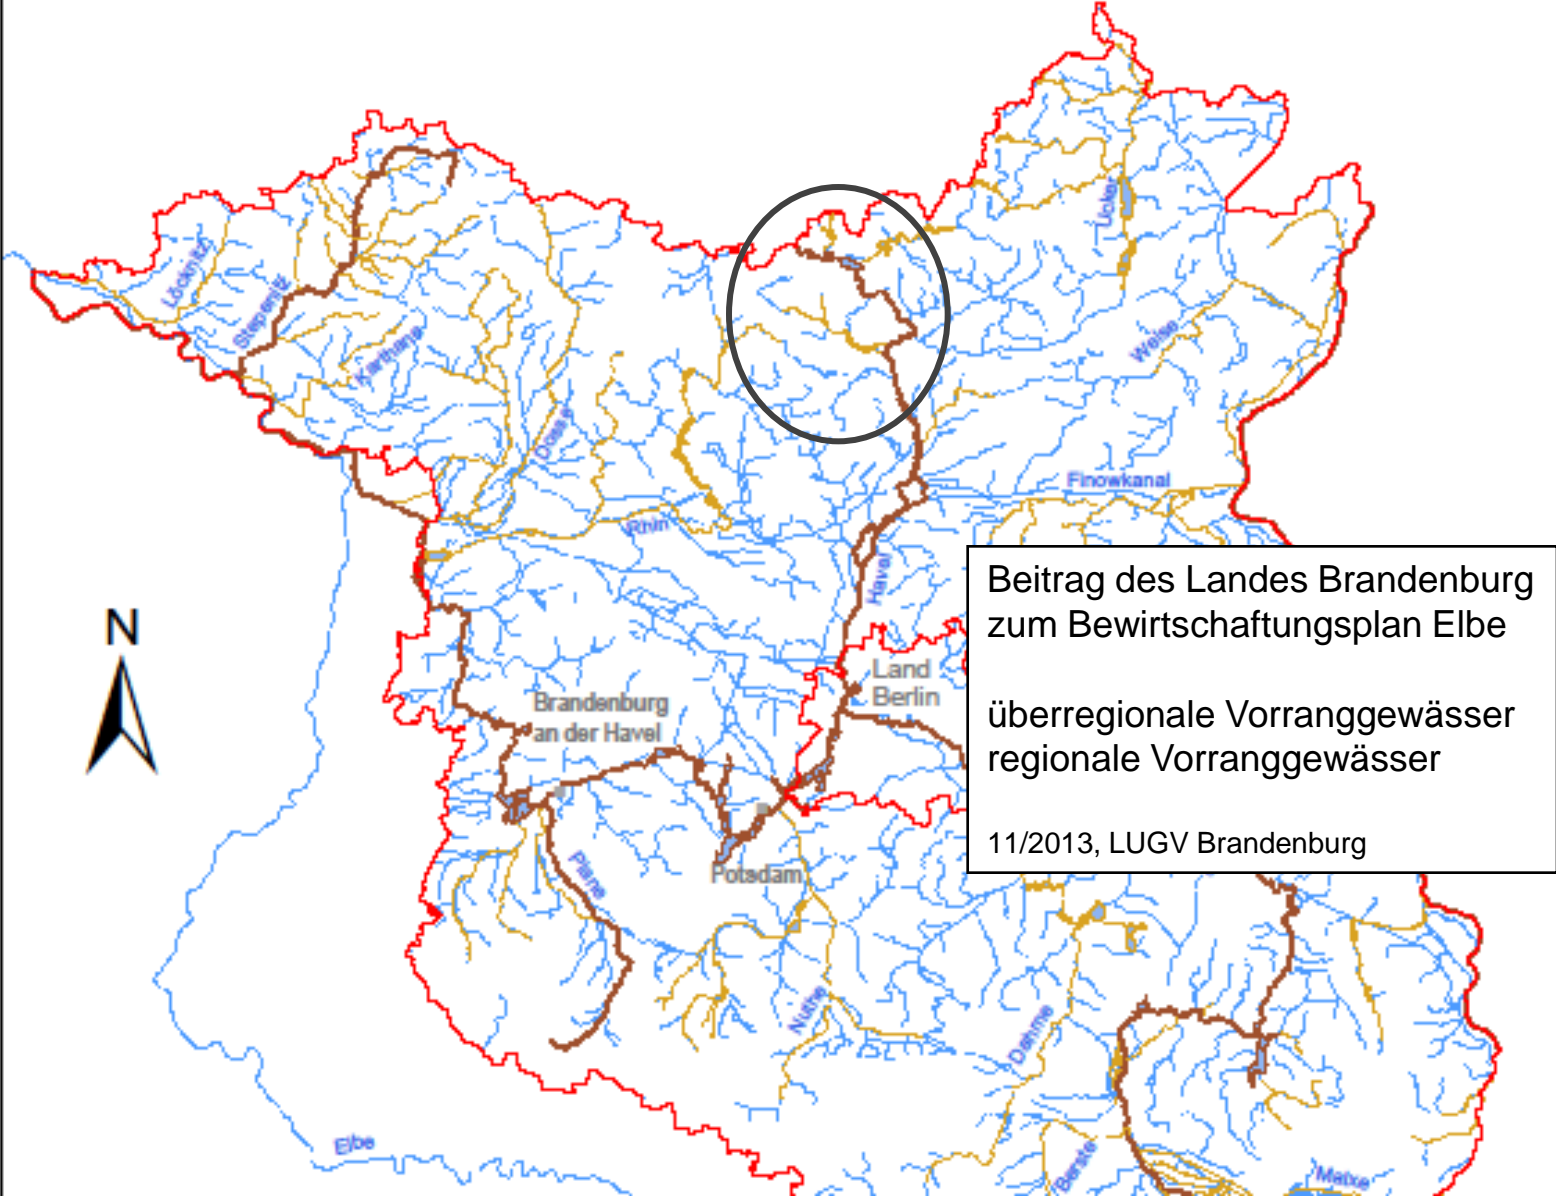 Löcknitz
Stepenitz
Karthane
Dosse
Rhin
Ucker
Welse
Finowkanal
Havel
Land
Berlin
Brandenburg
an der Havel
Potsdam
Plane
Nuthe
Dahme
Berste
Malxe
Elbe
N
Beitrag des Landes Brandenburg
zum Bewirtschaftungsplan Elbe
überregionale Vorranggewässer
regionale Vorranggewässer
11/2013, LUGV Brandenburg